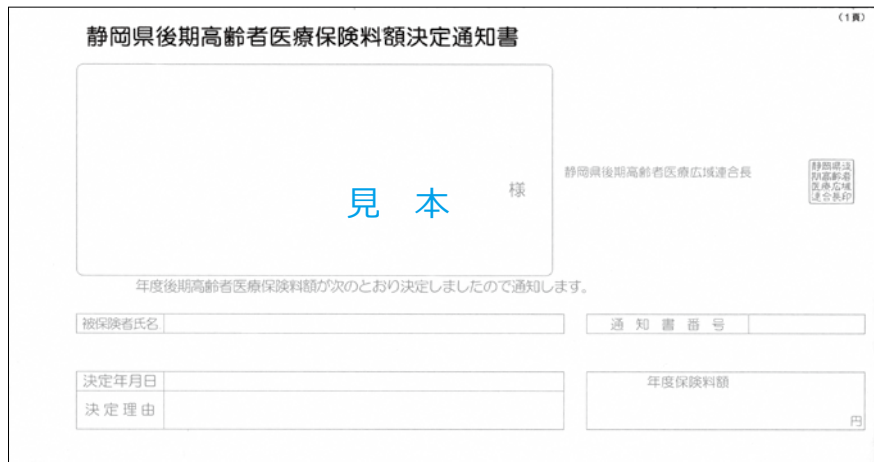 (1頁)
静岡県後期高齢者医療保険料額決定通知書
見 本
様
静岡県後期高齢者医療広域連合長
静岡県後
期高齢者
医療広域
連合長印
年度後期高齢者医療保険料額が次のとおり決定しましたので通知します。
被保険者氏名
通 知 書 番 号
決定年月日
年度保険料額
決 定 理 由
円